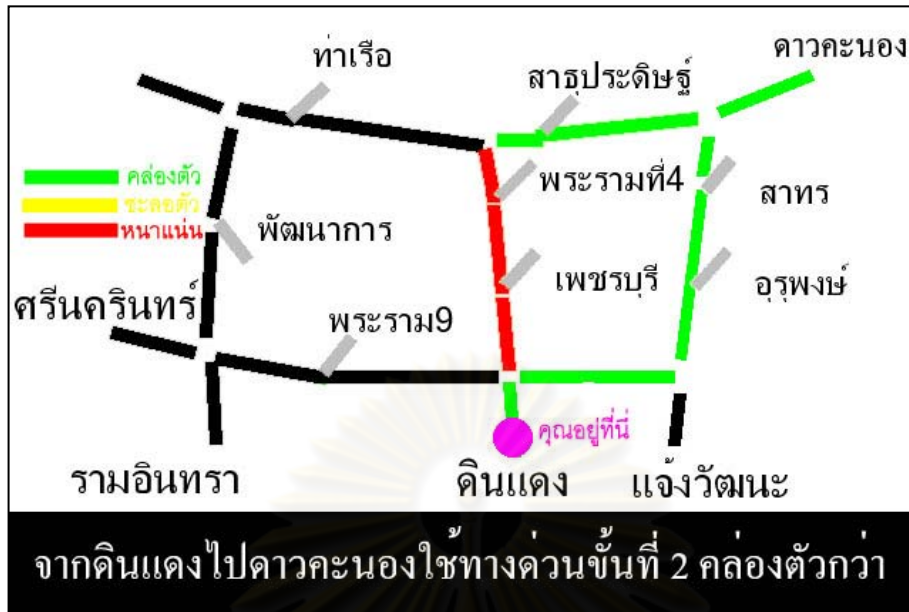 ดาวคะนอง
ท่าเรือ
สาธุประดิษฐ์
คล่องตัว
ชะลอตัว
หนาแน่น
พระรามที่4
สาทร
พัฒนาการ
เพชรบุรี
อุรุพงษ์
ศรีนครินทร์
พระราม9
คุณอยู่ที่นี่
รามอินทรา
ดินแดง
แจ้งวัฒนะ
จากดินแดงไปดาวคะนองใช้ทางด่วนขั้นที่ 2 คล่องตัวกว่า